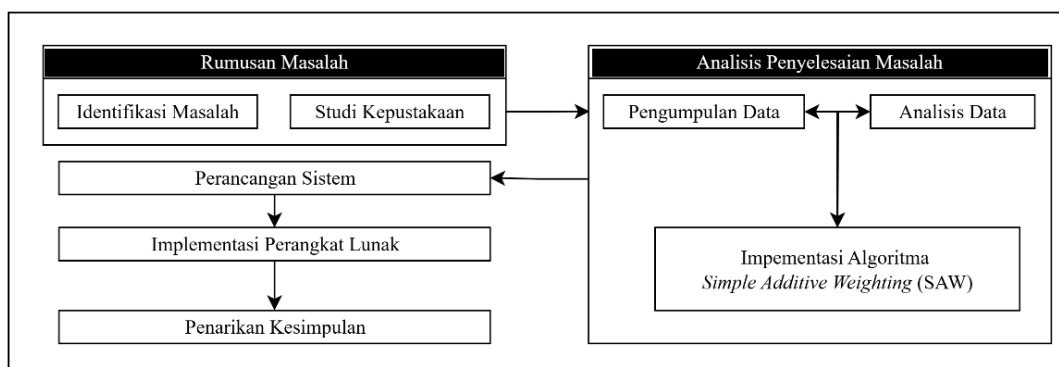 Rumusan Masalah
Identifikasi Masalah
Studi Kepustakaan
Analisis Penyelesaian Masalah
Pengumpulan Data
Analisis Data
Impementasi Algoritma
Simple Additive Weighting (SAW)
Perancangan Sistem
Implementasi Perangkat Lunak
Penarikan Kesimpulan